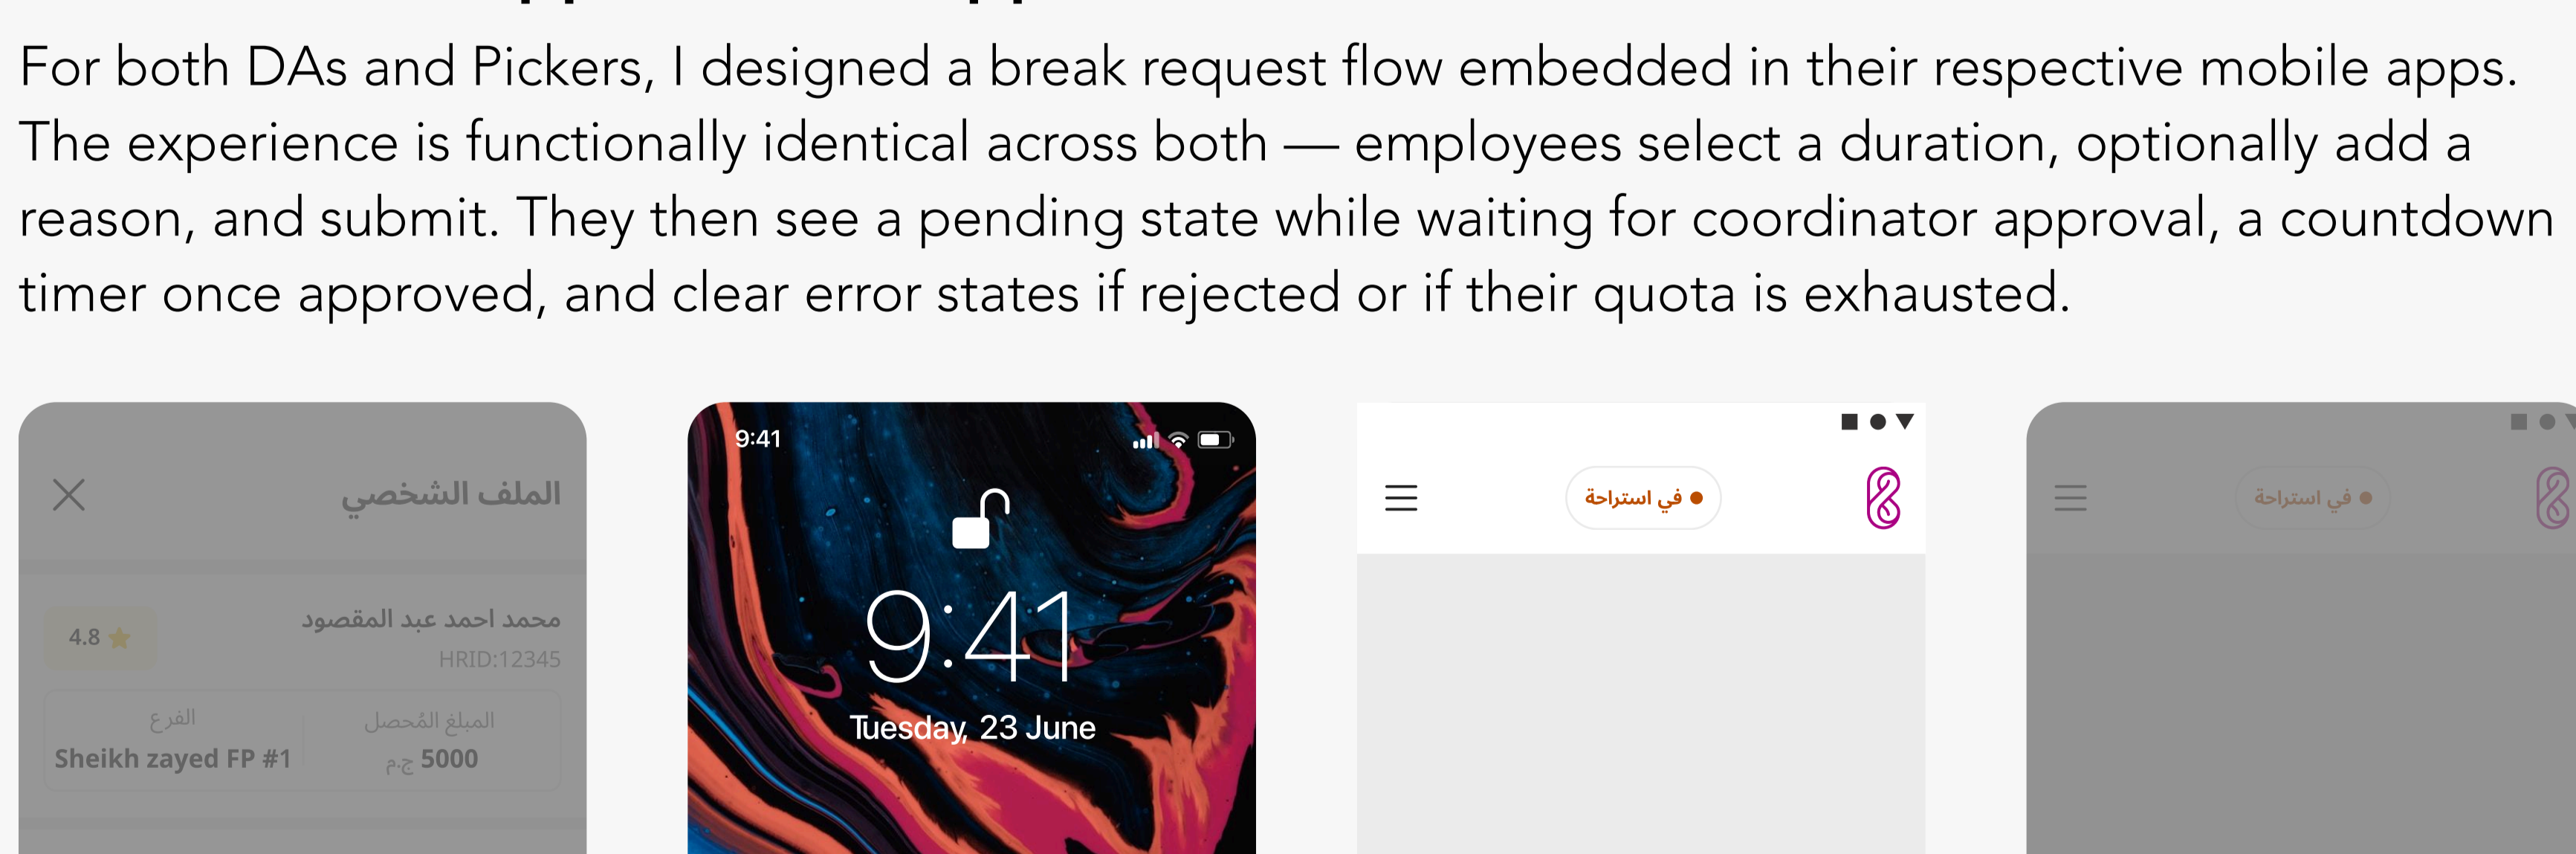 For both DAs and Pickers, I designed a break request flow embedded in their respective mobile apps.
The experience is functionally identical across both — employees select a duration, optionally add a
reason, and submit. They then see a pending state while waiting for coordinator approval, a countdown
timer once approved, and clear error states if rejected or if their quota is exhausted.
الملف الشخصي
محمد احمد عبد المقصود
4.8
HRID:12345
المبلغ المُحصل
الفرع
5000 ج.م
Sheikh zayed FP #1
9:41
9:41
Tuesday, 23 June
في استراحة
في استراحة